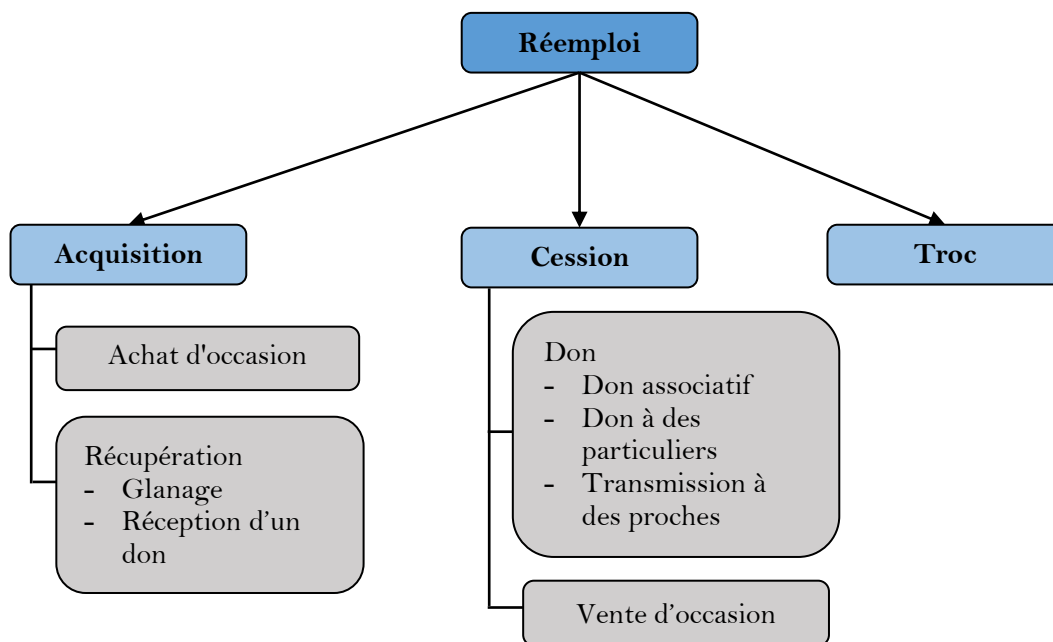 Réemploi
Acquisition
Cession
Troc
Achat d'occasion
Récupération
- Glanage
- Réception d’un
don
Don
- Don associatif
- Don à des
particuliers
- Transmission à
des proches
Vente d’occasion